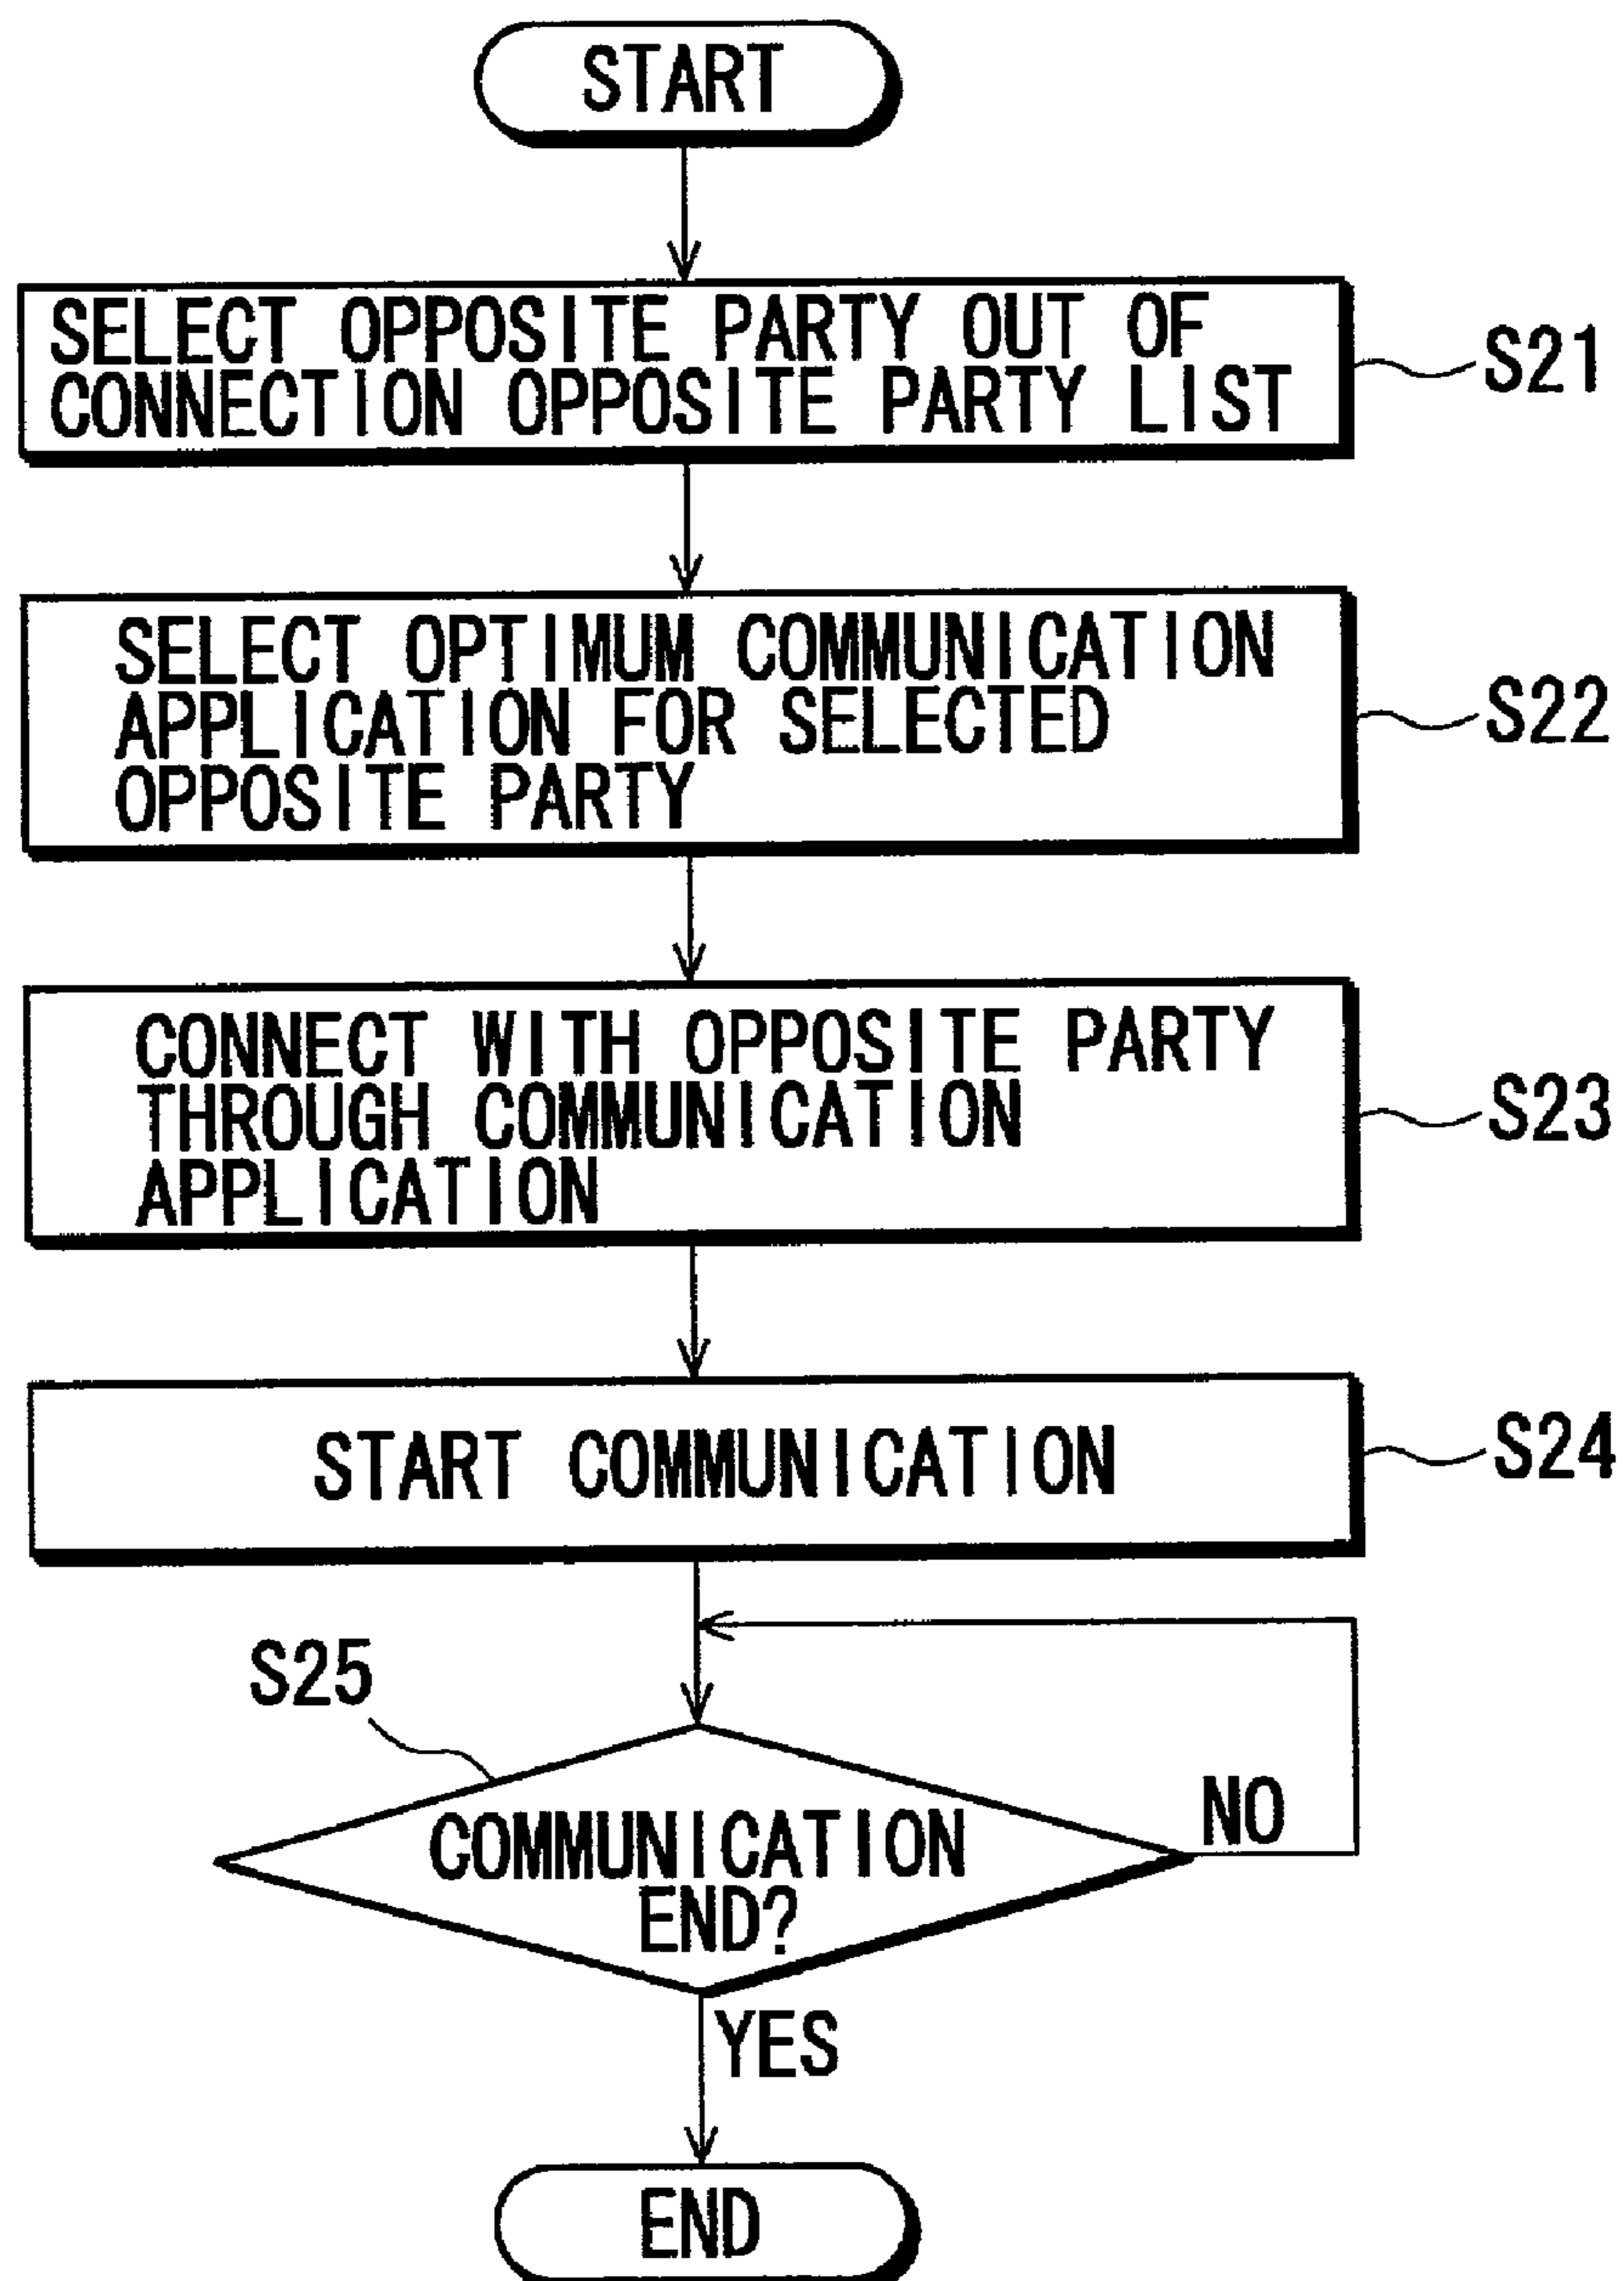 START
SELECT OPPOSITE PARTY OUT OF
CONNECTION OPPOSITE PARTY LIST
S21
SELECT OPTIMUM COMMUNICATION
APPLICATION FOR SELECTED
OPPOSITE PARTY
S22
CONNECT WITH OPPOSITE PARTY
THROUGH COMMUNICATION
APPLICATION
S23
START COMMUNICATION
S24
S25
COMMUNICATION
END?
NO
YES
END